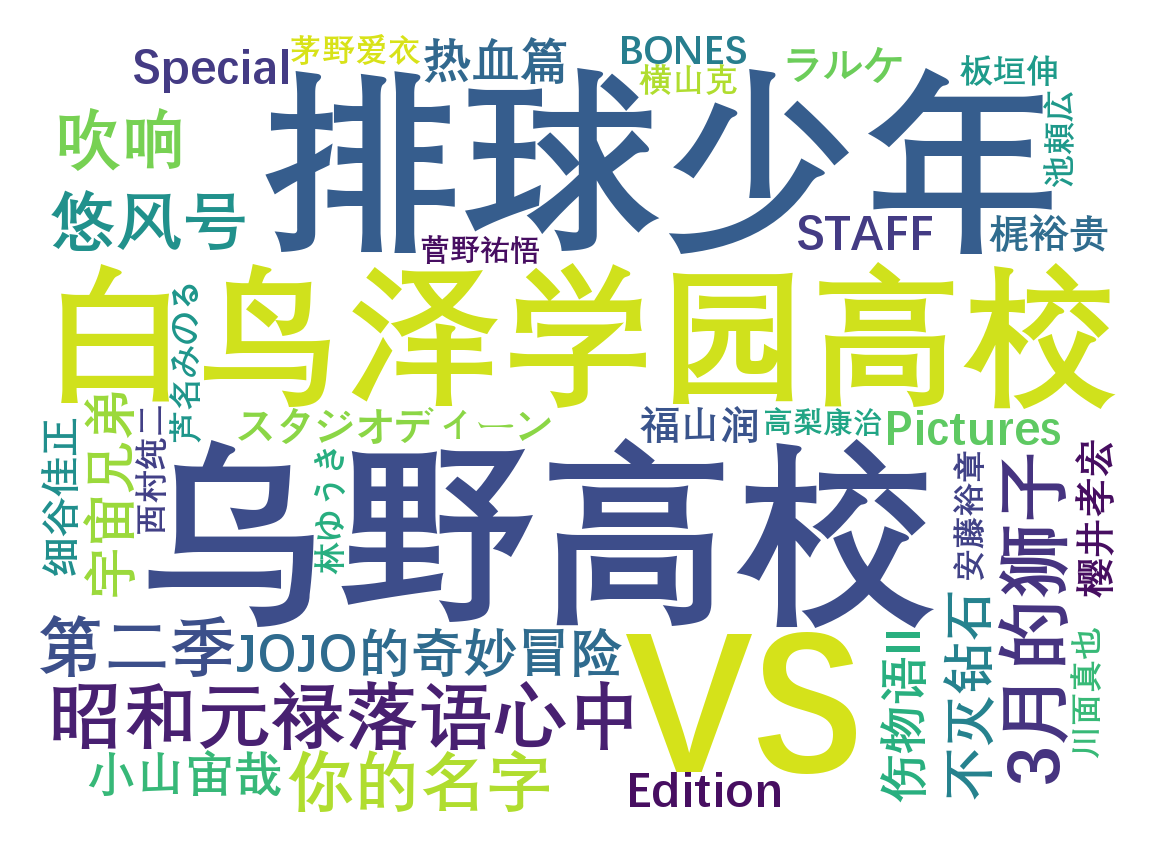 Special
茅野爱衣
热血篇
BONES
横山克
ラルケ
板垣伸
池頼広
吹响
排球少年
悠风号
菅野祐悟
STAFF
梶裕贵
白鸟泽学园高校
芦名みのる
スタジオディーン
福山润
高梨康治
Pictures
细谷佳正
宇宙兄弟
西村纯二
乌野高校
林ゆうき
安藤裕章
3月的狮子
樱井孝宏
第二季
JOJO的奇妙冒险
VS
伤物语II
不灭钻石
川面真也
昭和元禄落语心中
小山宙哉
你的名字
Edition